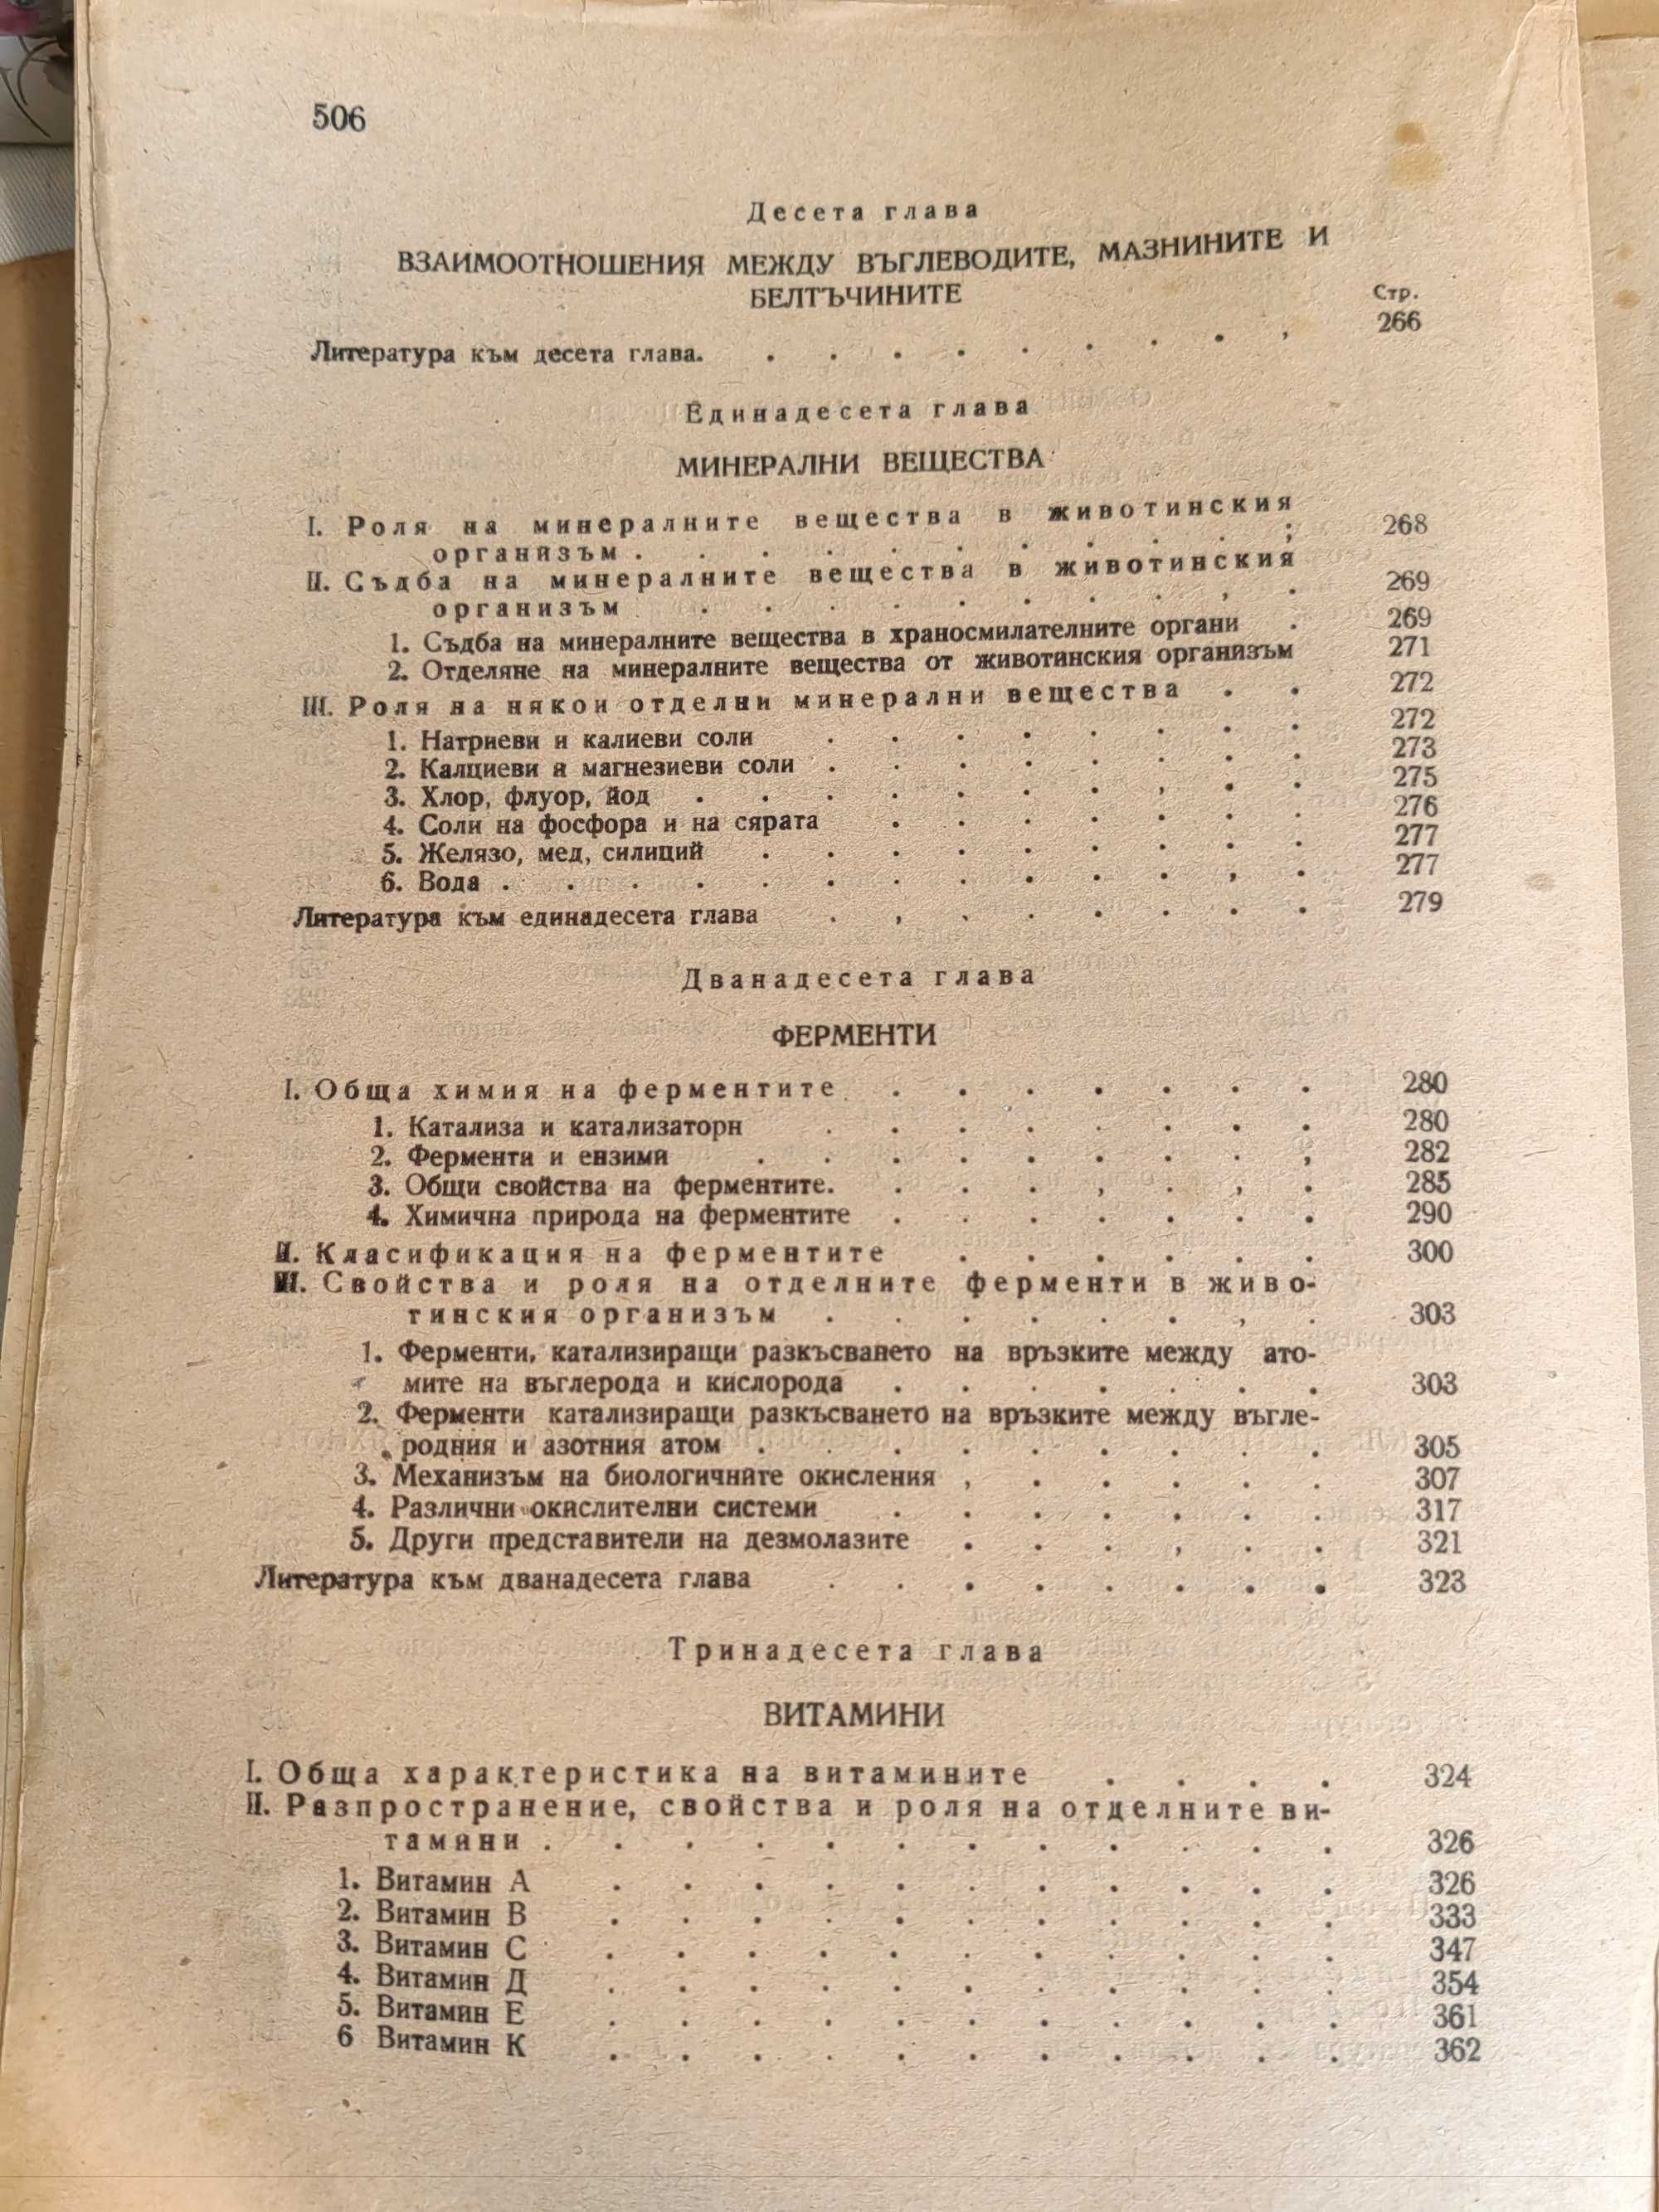 506
Десета глава
ВЗАИМООТНОШЕНИЯ МЕЖДУ ВЪГЛЕВОДИТЕ, МАЗНИНИТЕ И
БЕЛТЪЧИНИТЕ
Стр.
Литература към десета глава. . . . . . . . . , 266
Единадесета глава
МИНЕРАЛНИ ВЕЩЕСТВА
I. Роля на минералните вещества в животинския
организъм . . . . . . . . . . ; 268
II. Съдба на минералните вещества в животинския
организъм . . . . . . . . , . 269
1. Съдба на минералните вещества в храносмилателните органи . 269
2. Отделяне на минералните вещества от животинския организъм 271
III. Роля на някои отделни минерални вещества . . 272
1. Натриеви и калиеви соли . . . . . . . . 272
2. Калциеви и магнезиеви соли . . . . . . . . 273
3. Хлор, флуор, йод . . . . . . . , . . 275
4. Соли на фосфора и на сярата . . . . . . . 276
5. Желязо, мед, силиций . . . . . . . . . 277
6. Вода . . . . . . . . . . . , . 277
Литература към единадесета глава . , . . . . . . 279
Дванадесета глава
ФЕРМЕНТИ
I. Обща химия на ферментите . . . . . . . 280
1. Катализа и катализатори . . . . . . . . 280
2. Ферменти и ензими . . . . . . . . , 282
3. Общи свойства на ферментите. . . . , . , . 285
4. Химична природа на ферментите . . . . . . . 290
II. Класификация на ферментите . . . . . . 300
III. Свойства и роля на отделните ферменти в живо-
тинския организъм . . . . . . , . 303
1. Ферменти, катализиращи разкъсването на връзките между ато-
мите на въглерода и кислорода . . . . . . . 303
2. Ферменти катализиращи разкъсването на връзките между въгле-
родния и азотния атом . . . . . . . . . 305
3. Механизъм на биологичните окисления , . . . . . 307
4. Различни окислителни системи . . . . . . . 317
5. Други представители на дезмолазите . . . , . . 321
Литература към дванадесета глава . . . . . . . . 323
Тринадесета глава
ВИТАМИНИ
I. Обща характеристика на витамините . . . . 324
II. Разпространение, свойства и роля на отделните ви-
тамини . . . . . . . . . . . . 326
1. Витамин А . . . . . . . . . . . 326
2. Витамин В . . . . . . . . . . . 333
3. Витамин С . . . . . . . . . . . 347
4. Витамин Д . . . . . . . . . . . 354
5. Витамин Е . . . . . . . . . . . 361
6 Витамин К . . . . . . . . . . . 362